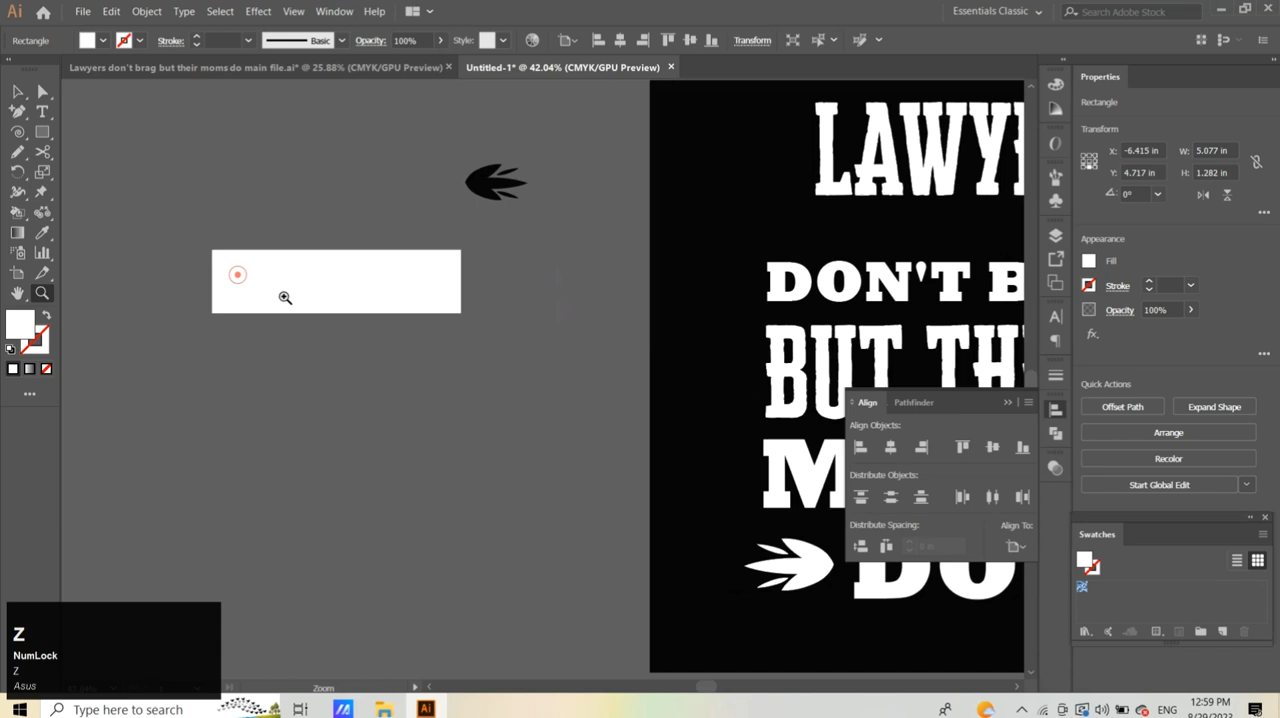 File Edit Object Type Select Effect View Window Help
Essentials Classic
Search Adobe Stock
Rectangle
Stroke:
Basic
Opacity:
100%
Style:
Transform
Lawyers don't brag but their moms do main file.ai* @ 25.88% (CMYK/GPU Preview)
Untitled-1* @ 42.04% (CMYK/GPU Preview)
Properties
Rectangle
Transform
X: -6.415 in
W: 5.077 in
Y: 4.717 in
H: 1.282 in
0°
Appearance
Fill
Stroke
Opacity
100%
fx.
Quick Actions
Offset Path
Expand Shape
Arrange
Recolor
Start Global Edit
Swatches
LAWYE
DON'T B
BUT TH
M
DO
Align
Pathfinder
Align Objects:
Distribute Objects:
Distribute Spacing:
Align To:
0 in
Z
NumLock
Z
Asus
Zoom
Type here to search
ENG
12:59 PM